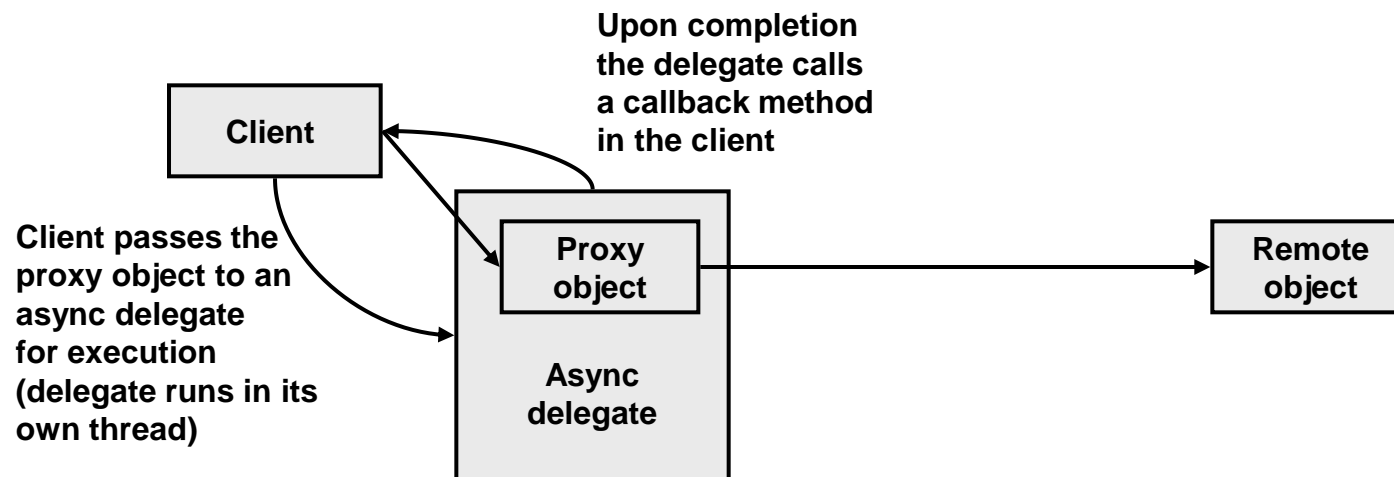 Upon completion
the delegate calls
a callback method
in the client
Client
Client passes the
proxy object to an
async delegate
for execution
(delegate runs in its
own thread)
Proxy
object
Async
delegate
Remote
object